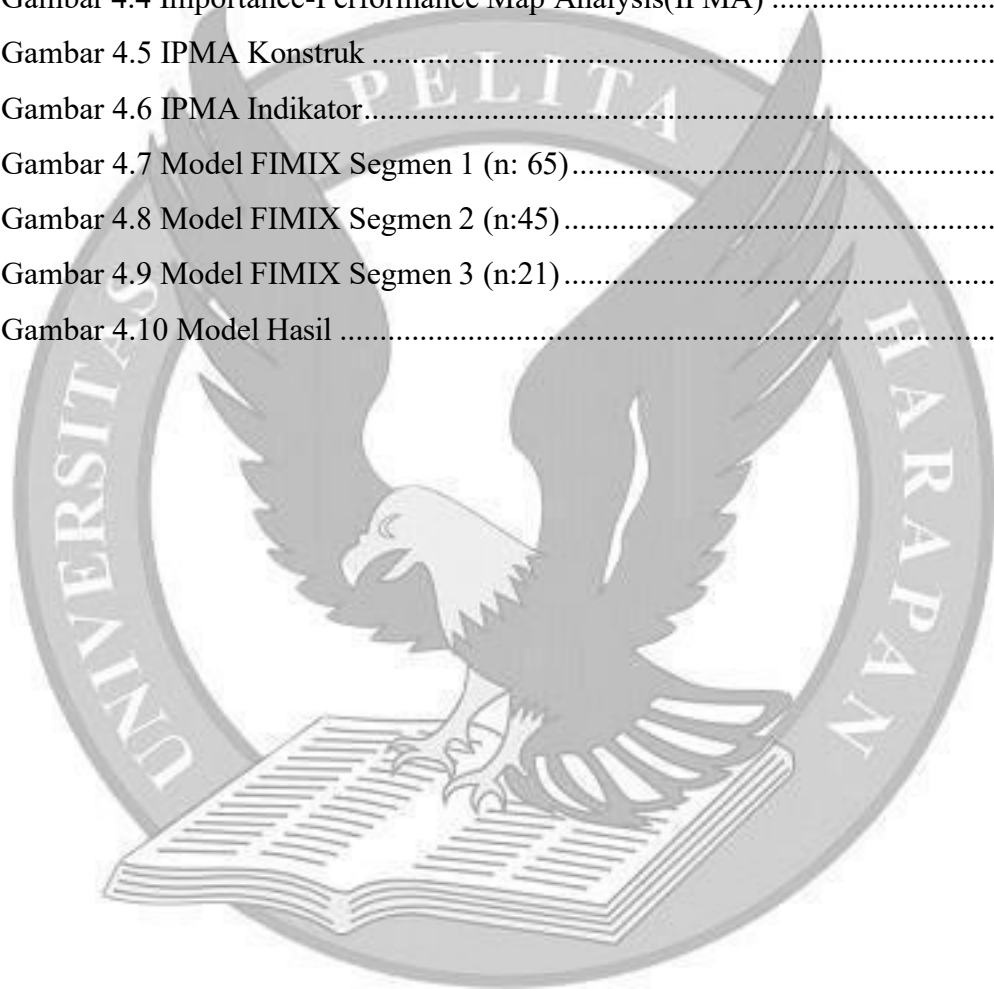 Gambar 4.4 Importance-Performance Map Analysis(IPMA) ..............................
Gambar 4.5 IPMA Konstruk ...............................................................................
Gambar 4.6 IPMA Indikator................................................................................
Gambar 4.7 Model FIMIX Segmen 1 (n: 65).......................................................
Gambar 4.8 Model FIMIX Segmen 2 (n:45)........................................................
Gambar 4.9 Model FIMIX Segmen 3 (n:21)........................................................
Gambar 4.10 Model Hasil ...................................................................................
UNIVERSITAS PELITA HARAPAN